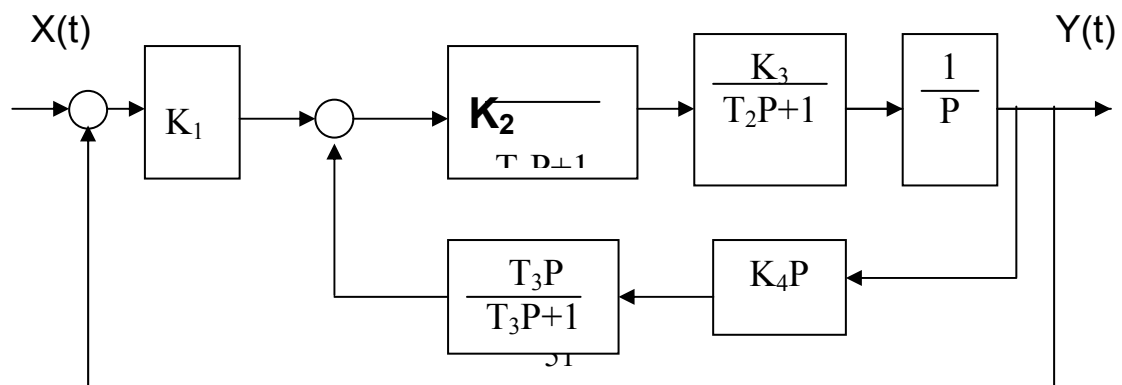 X(t)
Y(t)
K₁
K₂
K₃
T₂P+1
1
P
T₃P
T₃P+1
K₄P